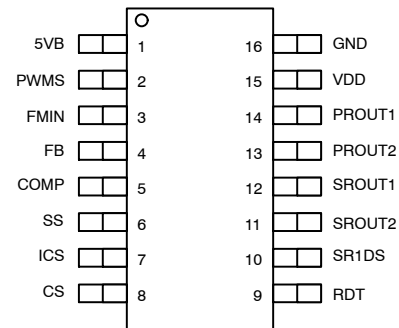 5VB 1 16 GND
PWMS 2 15 VDD
FMIN 3 14 PROUT1
FB 4 13 PROUT2
COMP 5 12 SROUT1
SS 6 11 SROUT2
ICS 7 10 SR1DS
CS 8 9 RDT